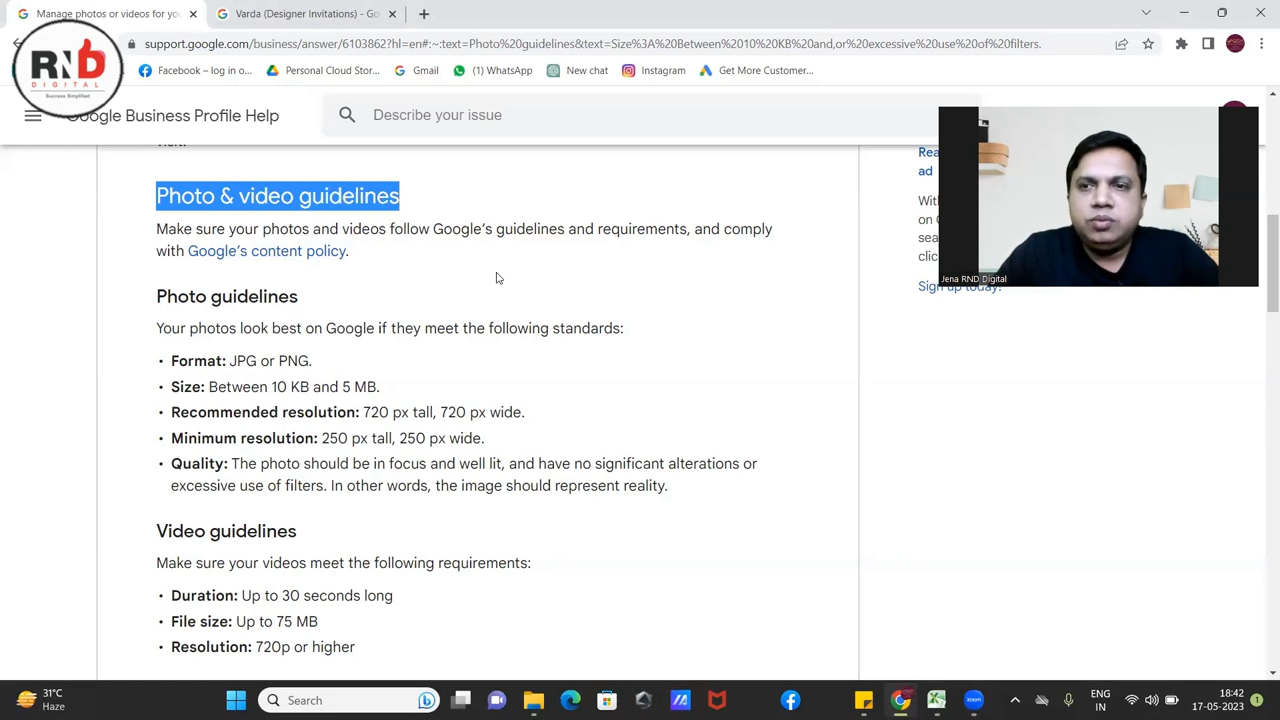 Manage photos or videos for yo
Varda (Designer Invitations) - Go
support.google.com/business/answer/6103862?hl=en#:~:text=Photo%20guidelines&text=Size%3A%20Between%2010%20KB%20and,or%20excessive%20use%20of%20filters.
RND
DIGITAL
Success Simplified
Facebook – log in o...
Personal Cloud Stor...
Gmail
New chat
Instagram
Google Business Profile Help
Describe your issue
Photo & video guidelines
Make sure your photos and videos follow Google's guidelines and requirements, and comply
with Google's content policy.
Photo guidelines
Your photos look best on Google if they meet the following standards:
• Format: JPG or PNG.
• Size: Between 10 KB and 5 MB.
• Recommended resolution: 720 px tall, 720 px wide.
• Minimum resolution: 250 px tall, 250 px wide.
• Quality: The photo should be in focus and well lit, and have no significant alterations or
excessive use of filters. In other words, the image should represent reality.
Video guidelines
Make sure your videos meet the following requirements:
• Duration: Up to 30 seconds long
• File size: Up to 75 MB
• Resolution: 720p or higher
ad
Sign up today!
Jena RND Digital
31°C
Haze
Search
zoom
ENG
IN
18:42
17-05-2023
1